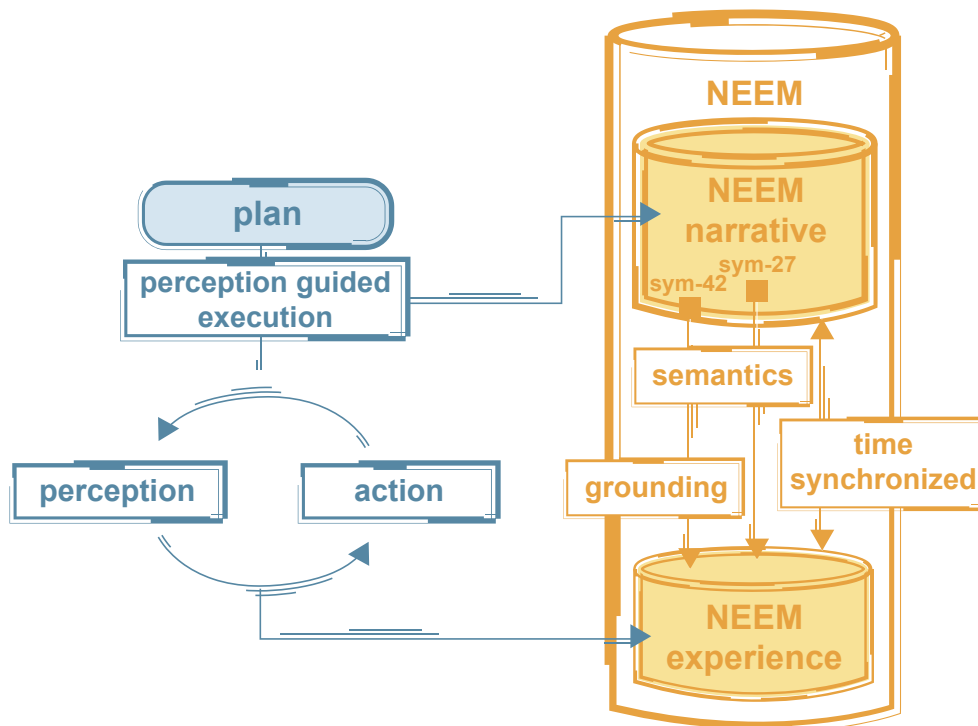 NEEM
NEEM
narrative
sym-27
sym-42
plan
perception guided
execution
semantics
time
synchronized
perception
action
grounding
NEEM
experience